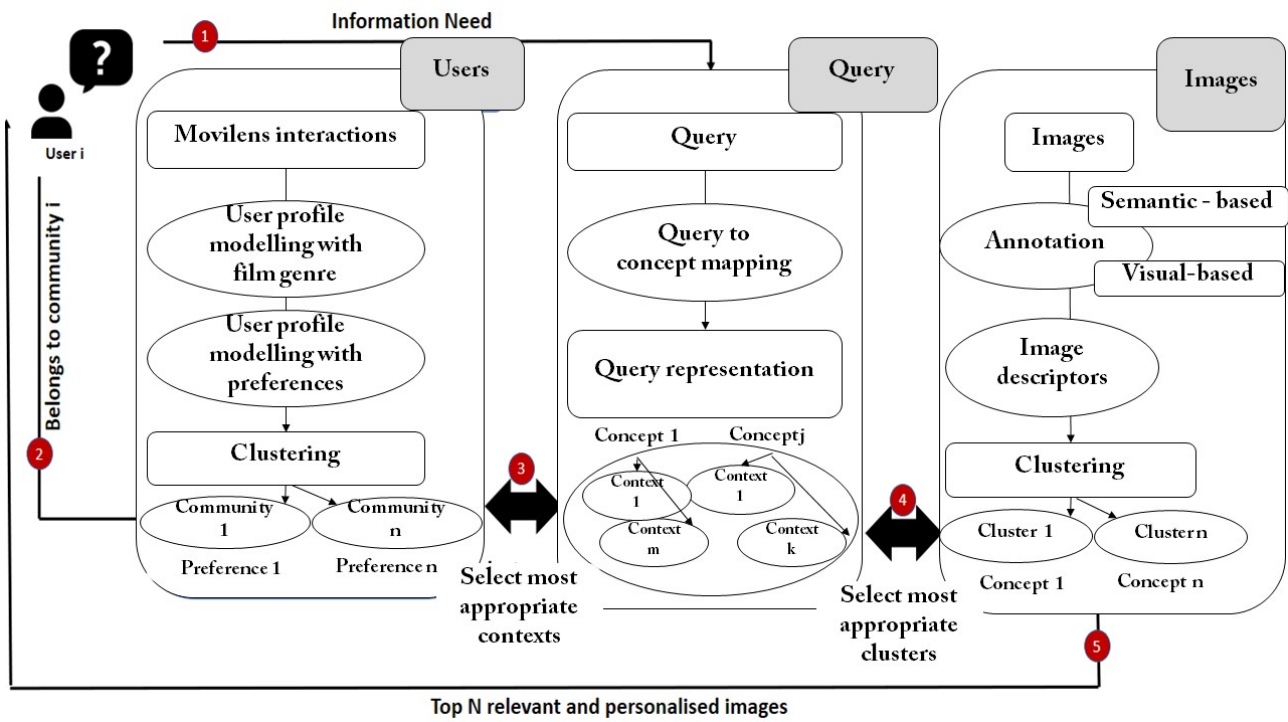 Information Need
1
?
User i
Belongs to community i
2
Users
Movilens interactions
User profile
modelling with
film genre
User profile
modelling with
preferences
Clustering
Community
1
Community
n
Preference 1
Preference n
3
Select most
appropriate
contexts
Query
Query
Query to
concept mapping
Query representation
Concept 1
Concept j
Context
1
Context
1
Context
m
Context
k
4
Select most
appropriate
clusters
Images
Images
Semantic - based
Annotation
Visual-based
Image
descriptors
Clustering
Cluster 1
Cluster n
Concept 1
Concept n
5
Top N relevant and personalised images